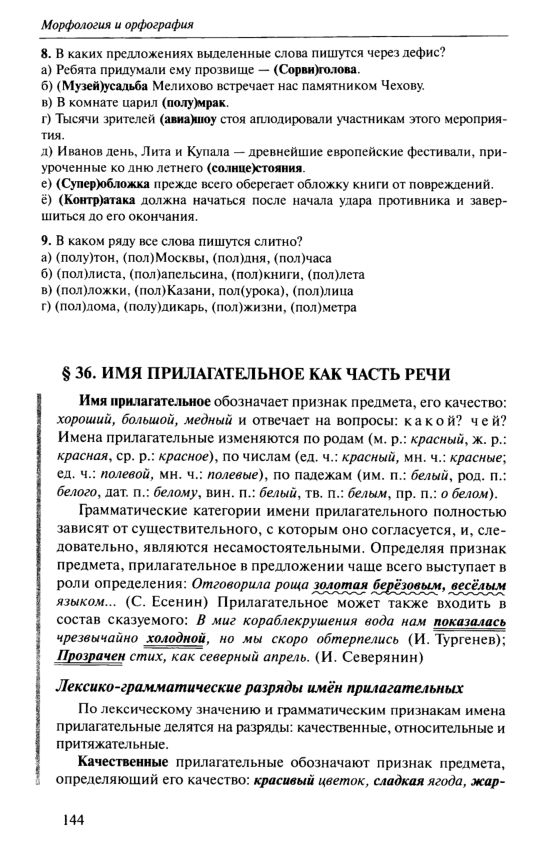 Морфология и орфография
8. В каких предложениях выделенные слова пишутся через дефис?
а) Ребята придумали ему прозвище — (Сорви)голова.
б) (Музей)усадьба Мелихово встречает нас памятником Чехову.
в) В комнате царил (полу)мрак.
г) Тысячи зрителей (авиа)шоу стоя аплодировали участникам этого мероприя-
тия.
д) Иванов день, Лита и Купала — древнейшие европейские фестивали, при-
уроченные ко дню летнего (солнце)стояния.
е) (Супер)обложка прежде всего оберегает обложку книги от повреждений.
ё) (Контр)атака должна начаться после начала удара противника и завер-
шиться до его окончания.
9. В каком ряду все слова пишутся слитно?
а) (полу)тон, (пол)Москвы, (пол)дня, (пол)часа
б) (пол)листа, (пол)апельсина, (пол)книги, (пол)лета
в) (пол)ложки, (пол)Казани, пол(урока), (пол)лица
г) (пол)дома, (полу)дикарь, (пол)жизни, (пол)метра
§ 36. ИМЯ ПРИЛАГАТЕЛЬНОЕ КАК ЧАСТЬ РЕЧИ
Имя прилагательное обозначает признак предмета, его качество:
хороший, большой, медный и отвечает на вопросы: какой? чей?
Имена прилагательные изменяются по родам (м. р.: красный, ж. р.:
красная, ср. р.: красное), по числам (ед. ч.: красный, мн. ч.: красные;
ед. ч.: полевой, мн. ч.: полевые), по падежам (им. п.: белый, род. п.:
белого, дат. п.: белому, вин. п.: белый, тв. п.: белым, пр. п.: о белом).
Грамматические категории имени прилагательного полностью
зависят от существительного, с которым оно согласуется, и, сле-
довательно, являются несамостоятельными. Определяя признак
предмета, прилагательное в предложении чаще всего выступает в
роли определения: Отговорила роща золотая берёзовым, весёлым
языком... (С. Есенин) Прилагательное может также входить в
состав сказуемого: В миг кораблекрушения вода нам показалась
чрезвычайно холодной, но мы скоро обтерпелись (И. Тургенев);
Прозрачен стих, как северный апрель. (И. Северянин)
Лексико-грамматические разряды имён прилагательных
По лексическому значению и грамматическим признакам имена
прилагательные делятся на разряды: качественные, относительные и
притяжательные.
Качественные прилагательные обозначают признак предмета,
определяющий его качество: красивый цветок, сладкая ягода, жар-
144